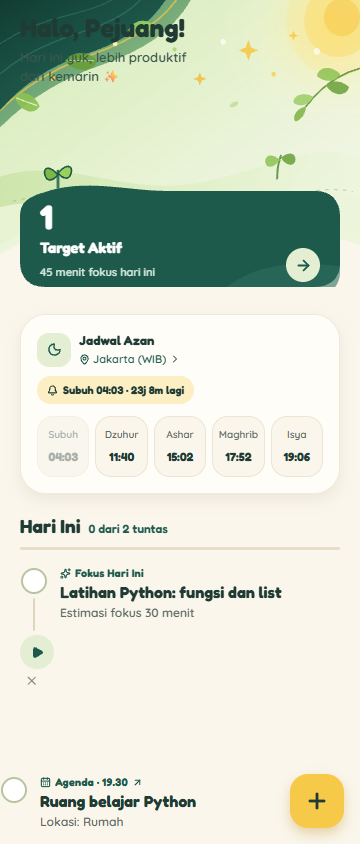 Halo, Pejuang!
Hari ini yuk, lebih produktif
dari kemarin ✨
1
Target Aktif
45 menit fokus hari ini
Jadwal Azan
Jakarta (WIB)
Subuh 04:03 · 23j 8m lagi
Subuh Dzuhur Ashar Maghrib Isya
04:03 11:40 15:02 17:52 19:06
Hari Ini 0 dari 2 tuntas
Fokus Hari Ini
Latihan Python: fungsi dan list
Estimasi fokus 30 menit
Agenda · 19.30
Ruang belajar Python
Lokasi: Rumah